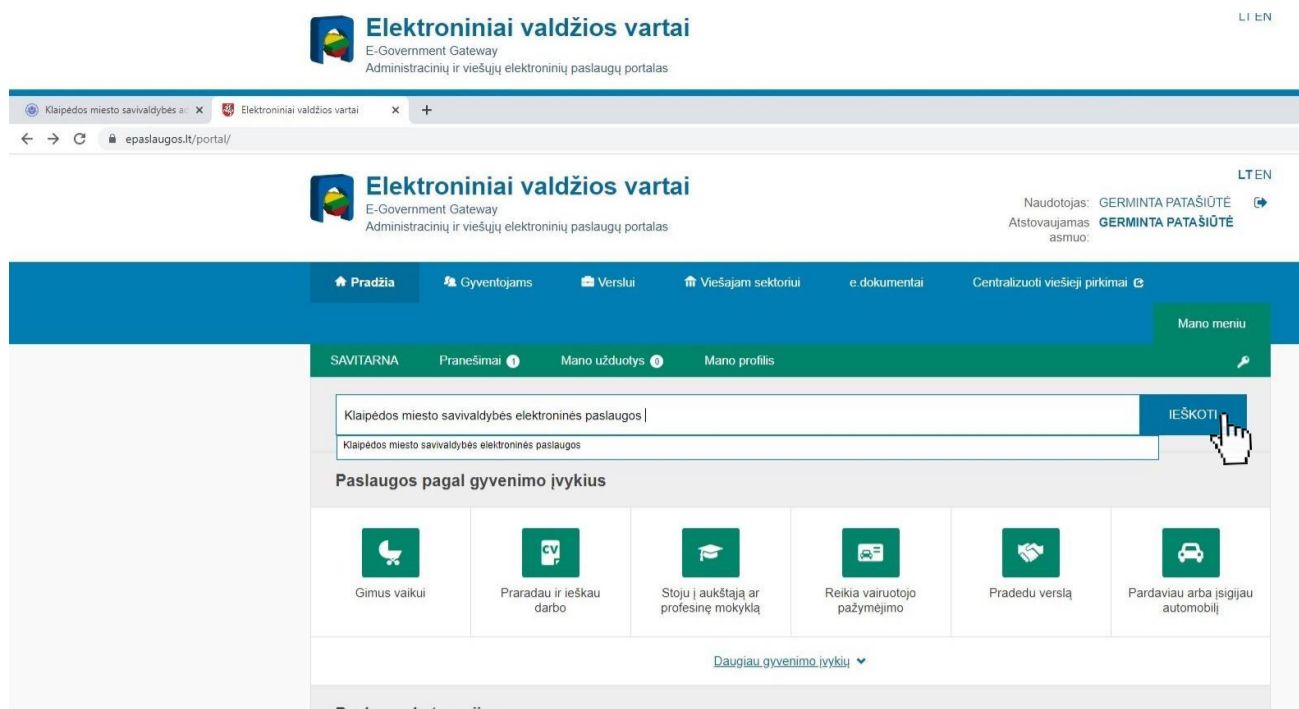 Elektroniniai valdžios vartai
LT EN
E-Government Gateway
Administracinių ir viešųjų elektroninių paslaugų portalas
Klaipėdos miesto savivaldybės ad
Elektroniniai valdžios vartai
epaslaugos.lt/portal/
Elektroniniai valdžios vartai
LTEN
E-Government Gateway
Administracinių ir viešųjų elektroninių paslaugų portalas
Naudotojas: GERMINTA PATAŠIŪTĖ
Atstovaujamas asmuo: GERMINTA PATAŠIŪTĖ
Pradžia Gyventojams Verslui Viešajam sektoriui e.dokumentai Centralizuoti viešieji pirkimai
Mano meniu
SAVITARNA Pranešimai 1 Mano užduotys 0 Mano profilis
Klaipėdos miesto savivaldybės elektroninės paslaugos
IEŠKOTI
Klaipėdos miesto savivaldybės elektroninės paslaugos
Paslaugos pagal gyvenimo įvykius
CV
Gimus vaikui
Praradau ir ieškau
darbo
Stoju į aukštąją ar
profesinę mokyklą
Reikia vairuotojo
pažymėjimo
Pradedu verslą
Pardaviau arba įsigijau
automobilį
Daugiau gyvenimo įvykių